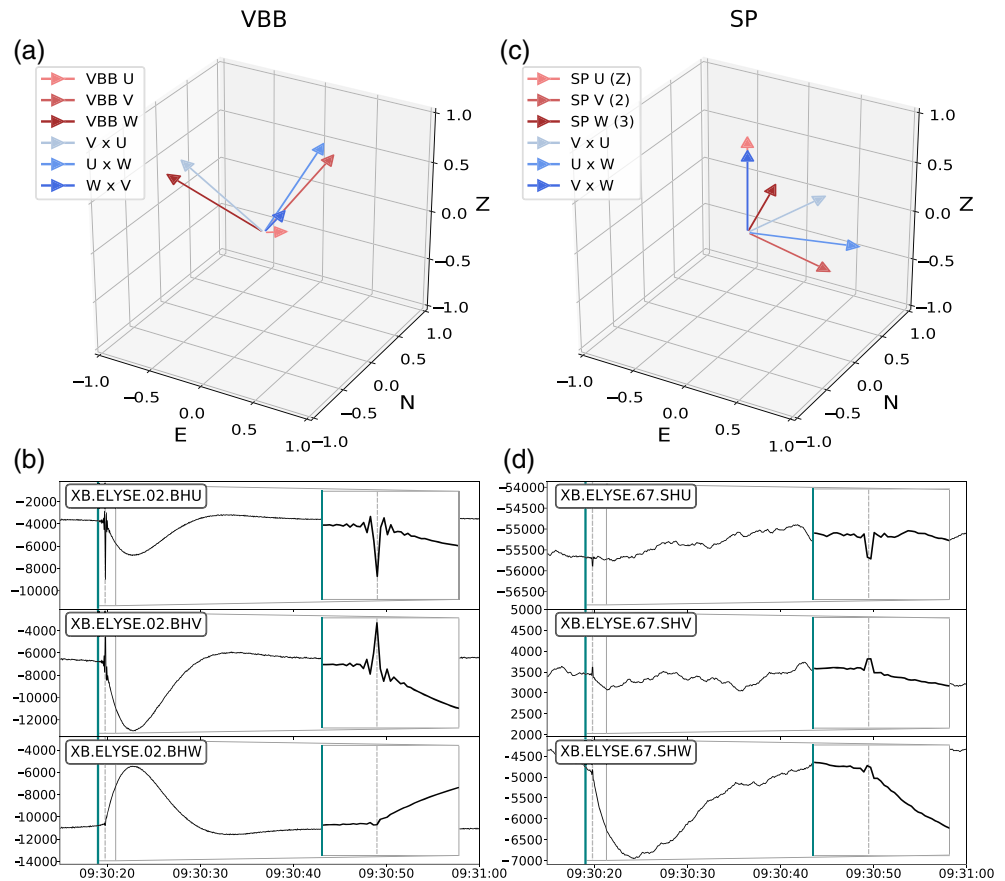 VBB
SP
(a)
VBB U
VBB V
VBB W
V x U
U x W
W x V
1.0
0.5
0.0
−0.5
−1.0
Z
−1.0
−0.5
0.0
0.5
1.0
E
−1.0
−0.5
0.0
0.5
1.0
N
(c)
SP U (Z)
SP V (2)
SP W (3)
V x U
U x W
V x W
1.0
0.5
0.0
−0.5
−1.0
Z
−1.0
−0.5
0.0
0.5
1.0
E
−1.0
−0.5
0.0
0.5
1.0
N
(b)
XB.ELYSE.02.BHU
−2000
−4000
−6000
−8000
−10000
XB.ELYSE.02.BHV
−4000
−6000
−8000
−10000
−12000
XB.ELYSE.02.BHW
−4000
−6000
−8000
−10000
−12000
−14000
09:30:20
09:30:30
09:30:40
09:30:50
09:31:00
(d)
XB.ELYSE.67.SHU
−54000
−54500
−55000
−55500
−56000
−56500
XB.ELYSE.67.SHV
5000
4500
4000
3500
3000
2500
2000
XB.ELYSE.67.SHW
−4500
−5000
−5500
−6000
−6500
−7000
09:30:20
09:30:30
09:30:40
09:30:50
09:31:00